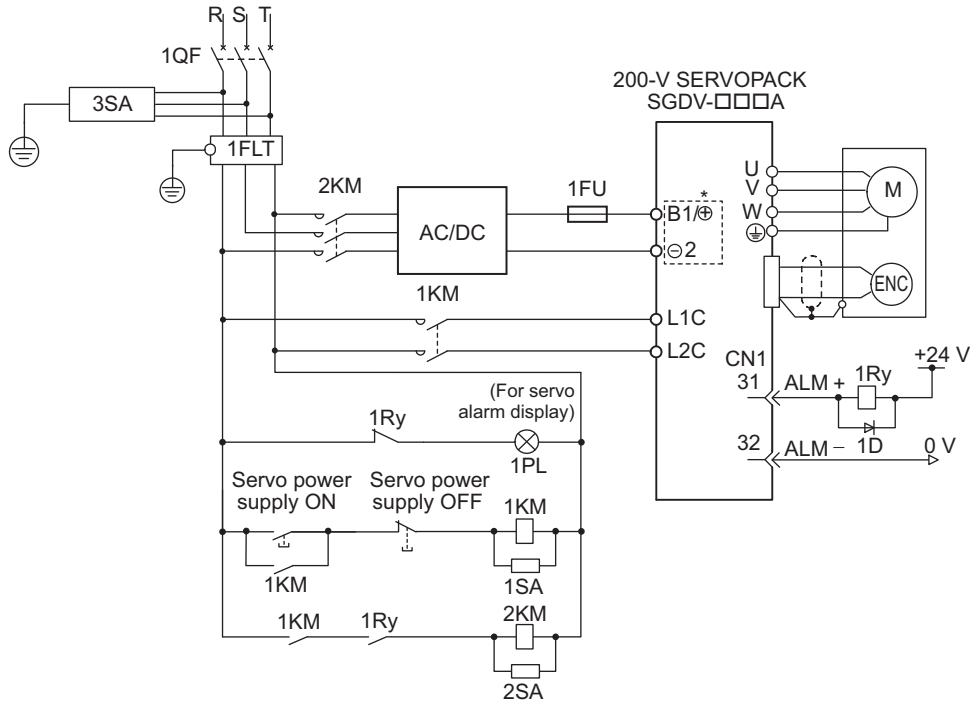 R S T
1QF
3SA
1FLT
200-V SERVOPACK
SGDV-□□□A
2KM
AC/DC
1FU
B1/⊕ *
⊖2
U
V
W
M
ENC
1KM
L1C
L2C
CN1
31
ALM +
1Ry
+24 V
1D
32
ALM −
0 V
(For servo
alarm display)
1Ry
1PL
Servo power
supply ON
Servo power
supply OFF
1KM
1KM
1SA
1KM
1Ry
2KM
2SA